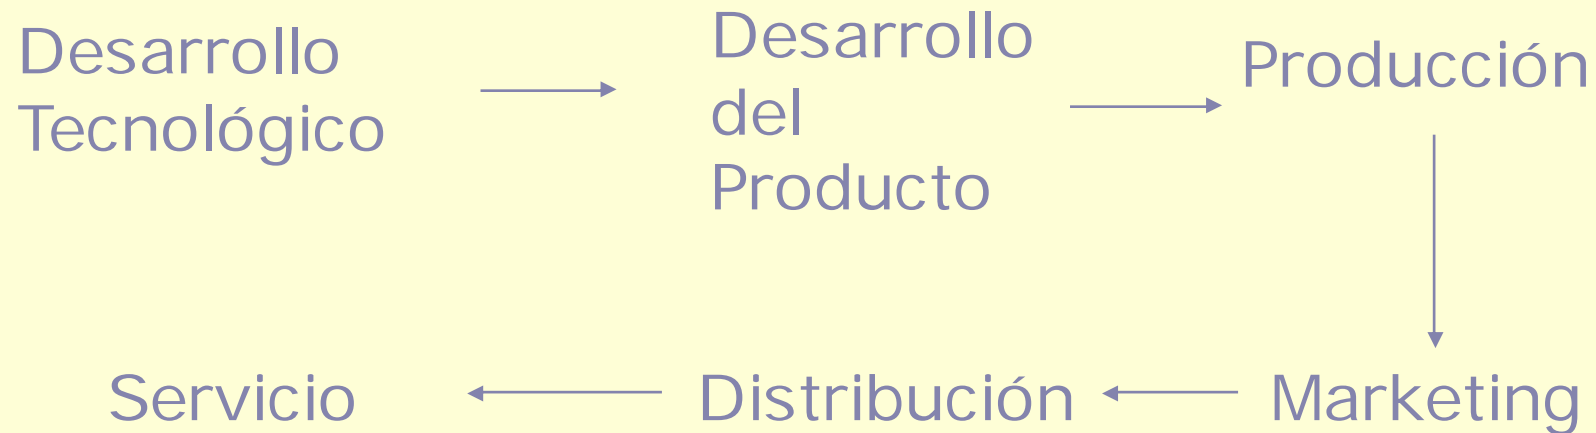 Desarrollo
Tecnológico
Desarrollo
del
Producto
Producción
Marketing
Distribución
Servicio